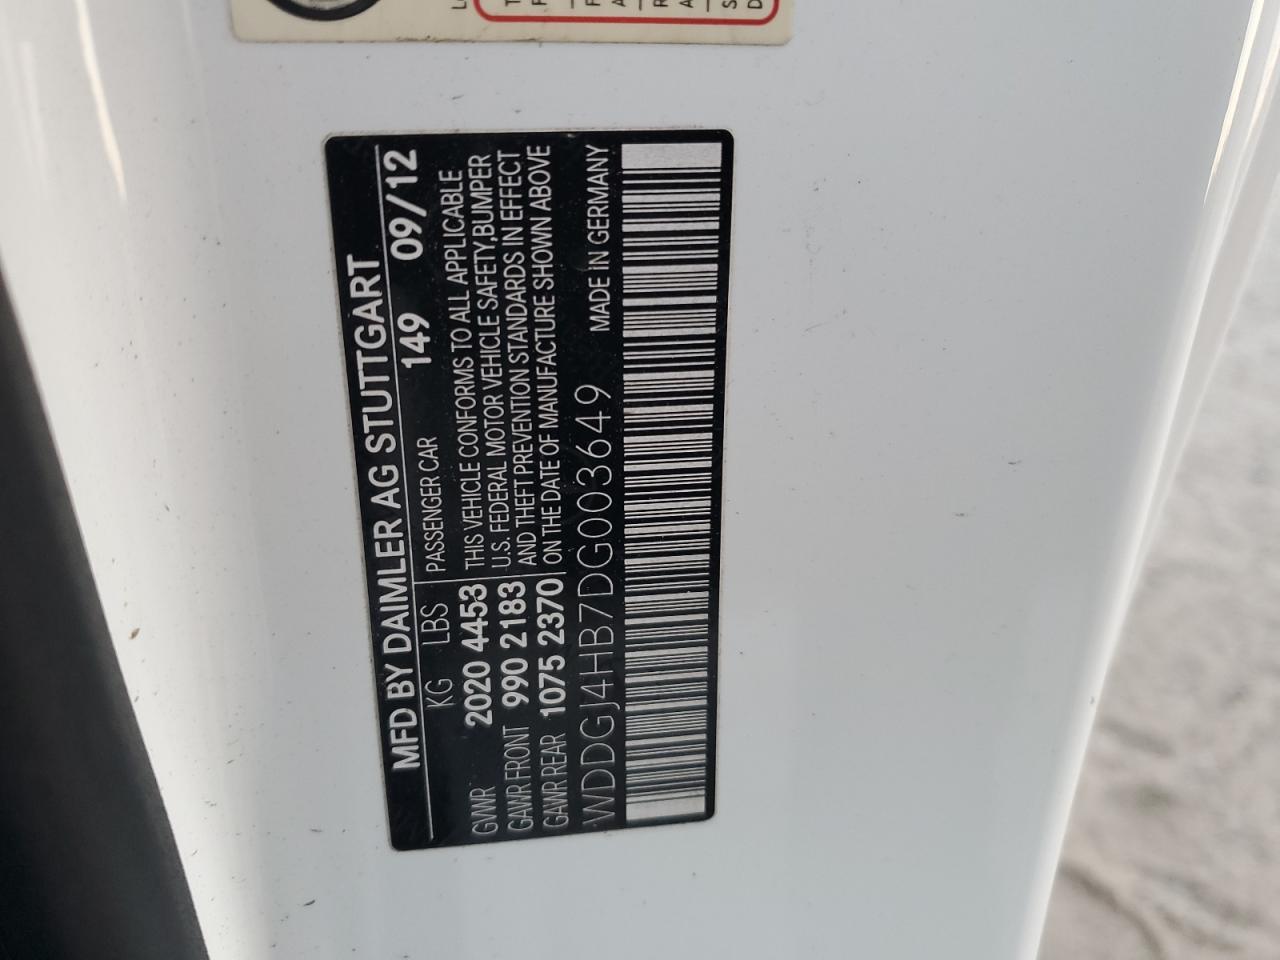 MFD BY DAIMLER AG STUTTGART
KG LBS 149 09/12
PASSENGER CAR
GVWR 2020 4453
GAWR FRONT 990 2183
GAWR REAR 1075 2370
THIS VEHICLE CONFORMS TO ALL APPLICABLE
U.S. FEDERAL MOTOR VEHICLE SAFETY,BUMPER
AND THEFT PREVENTION STANDARDS IN EFFECT
ON THE DATE OF MANUFACTURE SHOWN ABOVE
WDDGJ4HB7DG003649 MADE IN GERMANY